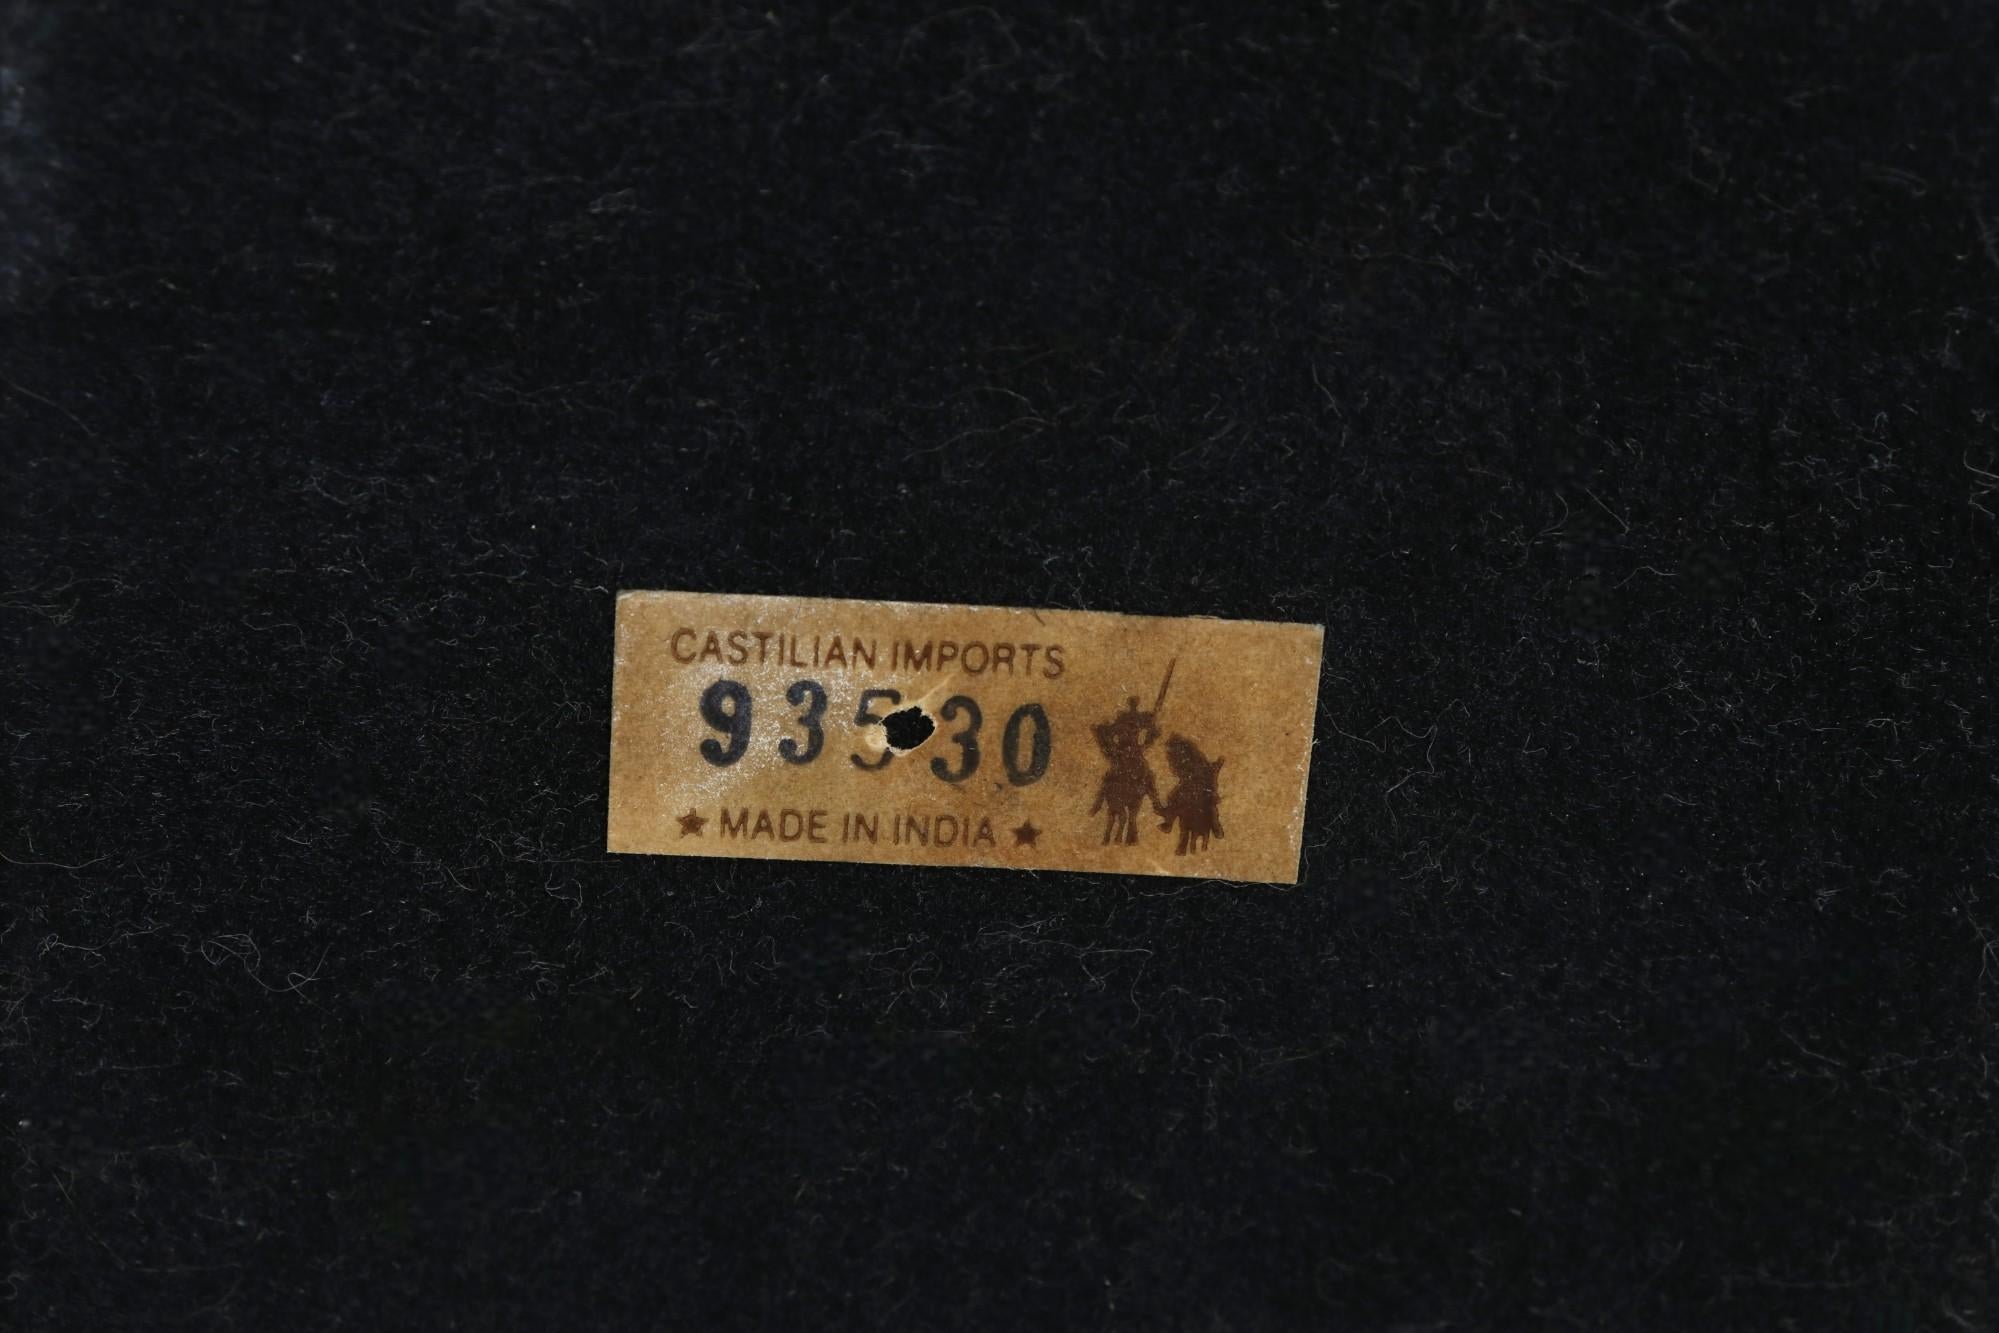 CASTILIAN IMPORTS
93530
★ MADE IN INDIA ★